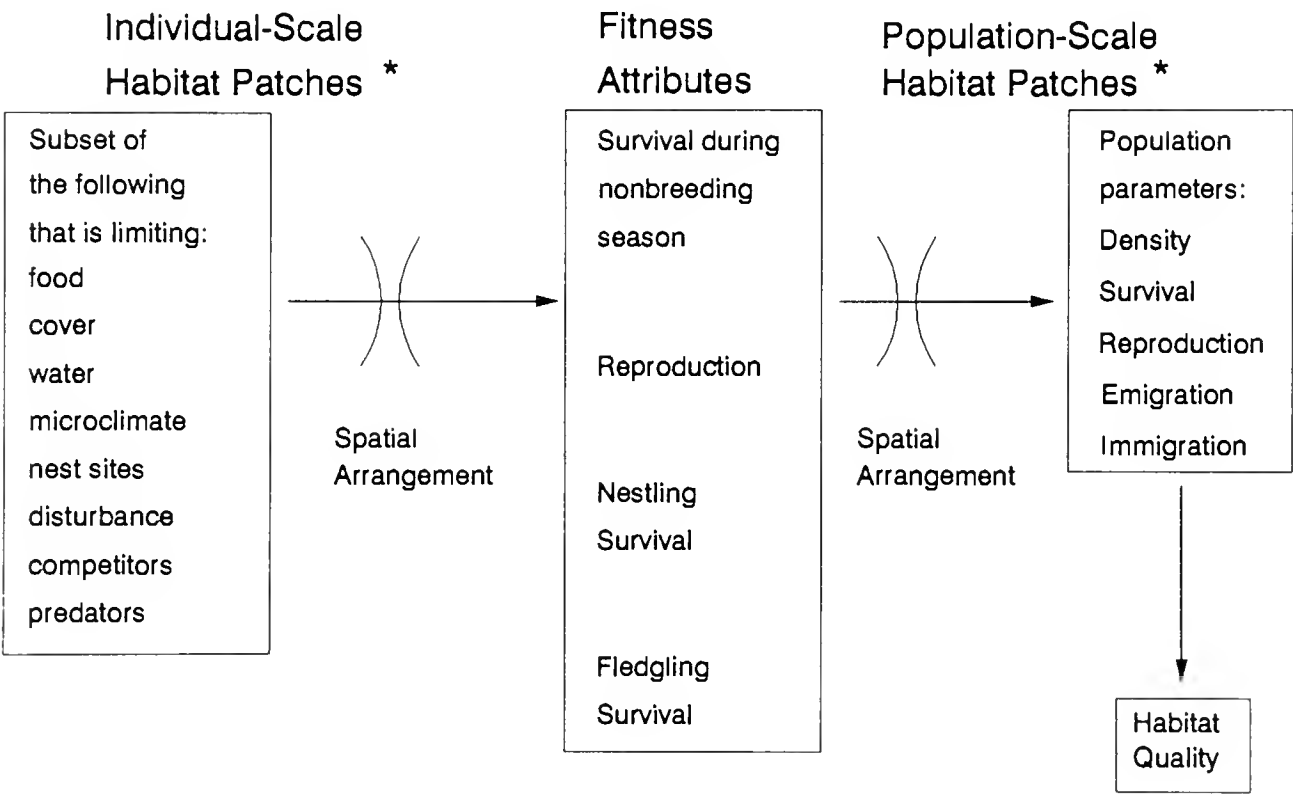 Individual-Scale
Habitat Patches *
Subset of
the following
that is limiting:
food
cover
water
microclimate
nest sites
disturbance
competitors
predators
Spatial
Arrangement
Fitness
Attributes
Survival during
nonbreeding
season
Reproduction
Nestling
Survival
Fledgling
Survival
Spatial
Arrangement
Population-Scale
Habitat Patches *
Population
parameters:
Density
Survival
Reproduction
Emigration
Immigration
Habitat
Quality